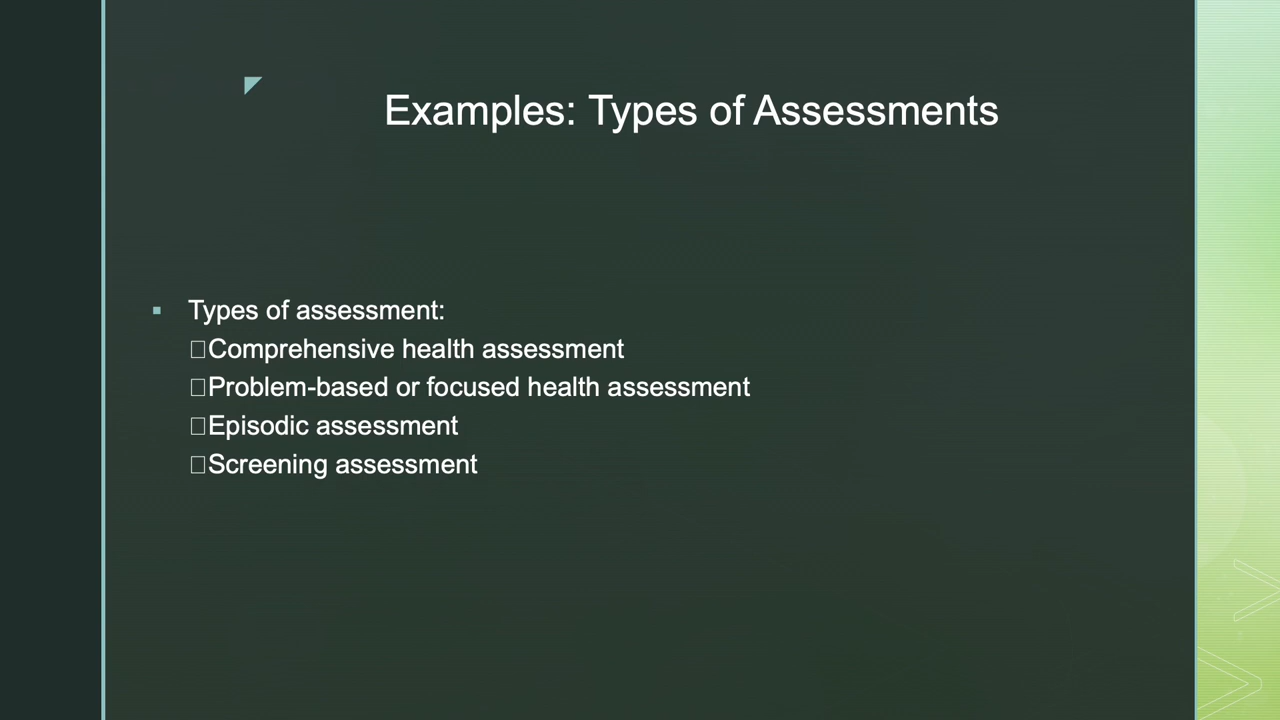 Examples: Types of Assessments
▪ Types of assessment:
□Comprehensive health assessment
□Problem-based or focused health assessment
□Episodic assessment
□Screening assessment